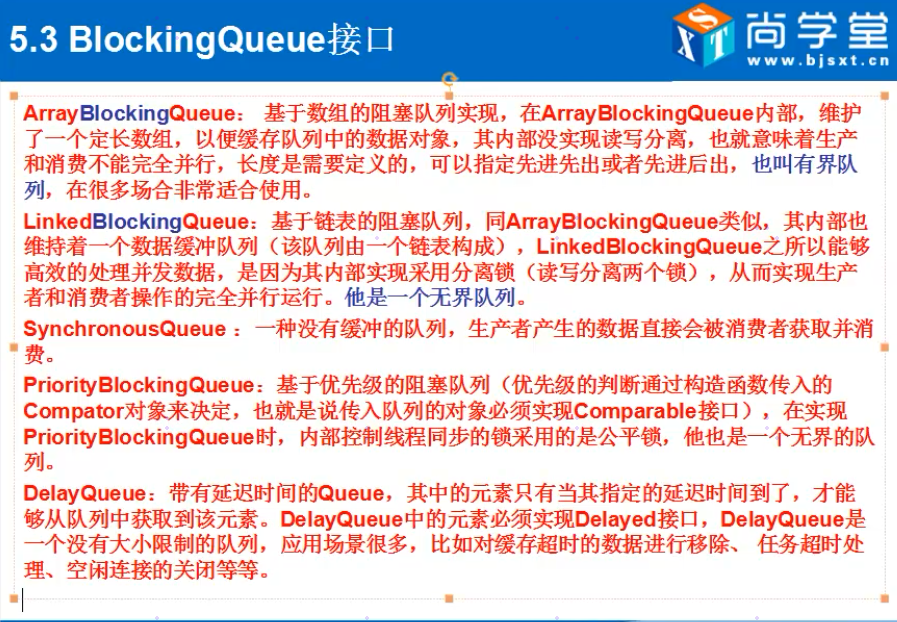 5.3 BlockingQueue接口
尚学堂
www.bjsxt.cn
ArrayBlockingQueue： 基于数组的阻塞队列实现，在ArrayBlockingQueue内部，维护
了一个定长数组，以便缓存队列中的数据对象，其内部没实现读写分离，也就意味着生产
和消费不能完全并行，长度是需要定义的，可以指定先进先出或者先进后出，也叫有界队
列，在很多场合非常适合使用。
LinkedBlockingQueue：基于链表的阻塞队列，同ArrayBlockingQueue类似，其内部也
维持着一个数据缓冲队列（该队列由一个链表构成），LinkedBlockingQueue之所以能够
高效的处理并发数据，是因为其内部实现采用分离锁（读写分离两个锁），从而实现生产
者和消费者操作的完全并行运行。他是一个无界队列。
SynchronousQueue ：一种没有缓冲的队列，生产者产生的数据直接会被消费者获取并消
费。
PriorityBlockingQueue：基于优先级的阻塞队列（优先级的判断通过构造函数传入的
Compator对象来决定，也就是说传入队列的对象必须实现Comparable接口），在实现
PriorityBlockingQueue时，内部控制线程同步的锁采用的是公平锁，他也是一个无界的队
列。
DelayQueue：带有延迟时间的Queue，其中的元素只有当其指定的延迟时间到了，才能
够从队列中获取到该元素。DelayQueue中的元素必须实现Delayed接口，DelayQueue是
一个没有大小限制的队列，应用场景很多，比如对缓存超时的数据进行移除、 任务超时处
理、空闲连接的关闭等等。